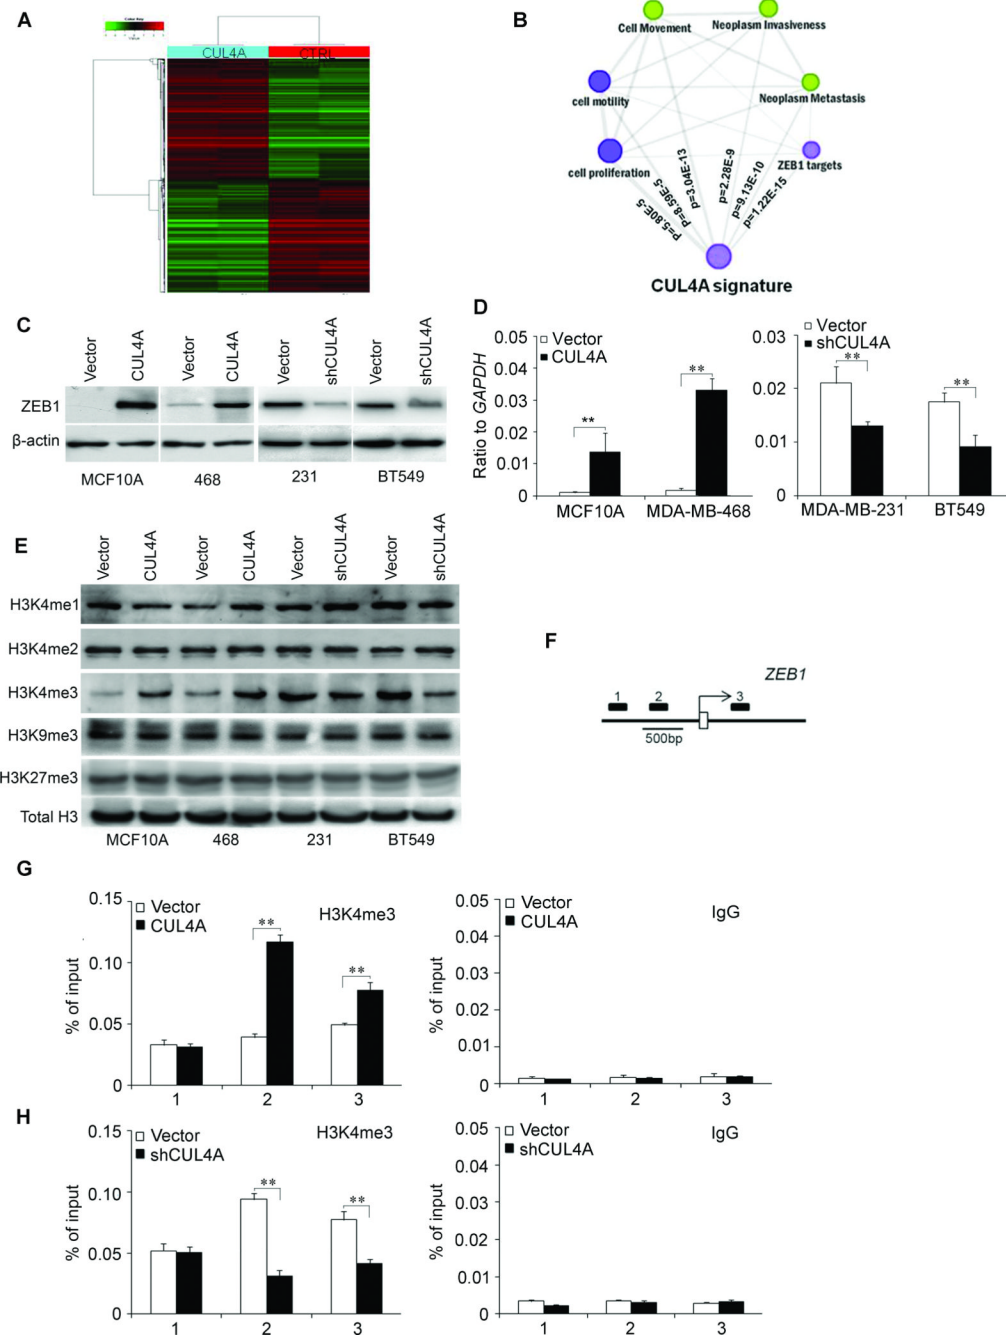 A
Color Key
Value
CUL4A CTRL
B
Cell Movement
Neoplasm Invasiveness
cell motility
Neoplasm Metastasis
cell proliferation
ZEB1 targets
p=5.80E-5
p=8.59E-5
p=3.04E-13
p=2.28E-9
p=9.13E-10
p=1.22E-15
CUL4A signature
C
Vector CUL4A Vector CUL4A Vector shCUL4A Vector shCUL4A
ZEB1
β-actin
MCF10A 468 231 BT549
D
Ratio to GAPDH
0.05
0.04
0.03
0.02
0.01
0
Vector
CUL4A
**
**
MCF10A MDA-MB-468
0.03
0.02
0.01
0
Vector
shCUL4A
**
**
MDA-MB-231 BT549
E
Vector CUL4A Vector CUL4A Vector shCUL4A Vector shCUL4A
H3K4me1
H3K4me2
H3K4me3
H3K9me3
H3K27me3
Total H3
MCF10A 468 231 BT549
F
ZEB1
1 2 3
500bp
G
% of input
0.15
0.10
0.05
0
Vector
CUL4A
H3K4me3
**
**
1 2 3
% of input
0.05
0.04
0.03
0.02
0.01
0
Vector
CUL4A
IgG
1 2 3
H
% of input
0.15
0.10
0.05
0
Vector
shCUL4A
H3K4me3
**
**
1 2 3
% of input
0.05
0.04
0.03
0.02
0.01
0
Vector
shCUL4A
IgG
1 2 3